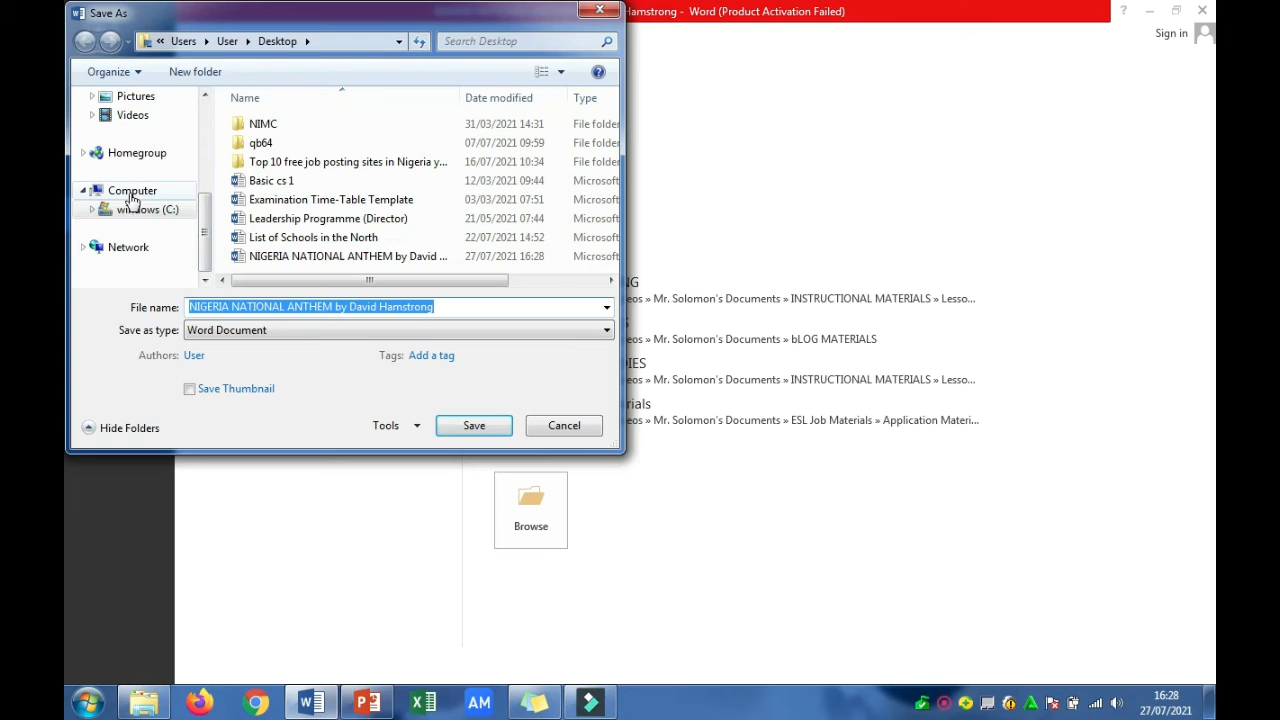 Save As
Hamstrong - Word (Product Activation Failed)
Sign in
« Users User Desktop
Search Desktop
Organize
New folder
Name
Date modified
Type
Pictures
Videos
Homegroup
Computer
windows (C:)
Network
NIMC 31/03/2021 14:31 File folder
qb64 07/07/2021 09:59 File folder
Top 10 free job posting sites in Nigeria y... 16/07/2021 10:34 File folder
Basic cs 1 12/03/2021 09:44 Microsoft
Examination Time-Table Template 03/03/2021 07:51 Microsoft
Leadership Programme (Director) 21/05/2021 07:44 Microsoft
List of Schools in the North 22/07/2021 14:52 Microsoft
NIGERIA NATIONAL ANTHEM by David ... 27/07/2021 16:28 Microsoft
File name: NIGERIA NATIONAL ANTHEM by David Hamstrong
Save as type: Word Document
Authors: User
Tags: Add a tag
Save Thumbnail
Hide Folders
Tools
Save
Cancel
NG
eos » Mr. Solomon's Documents » INSTRUCTIONAL MATERIALS » Lesso...
S
eos » Mr. Solomon's Documents » bLOG MATERIALS
IES
eos » Mr. Solomon's Documents » INSTRUCTIONAL MATERIALS » Lesso...
rials
eos » Mr. Solomon's Documents » ESL Job Materials » Application Materi...
Browse
AM
16:28
27/07/2021